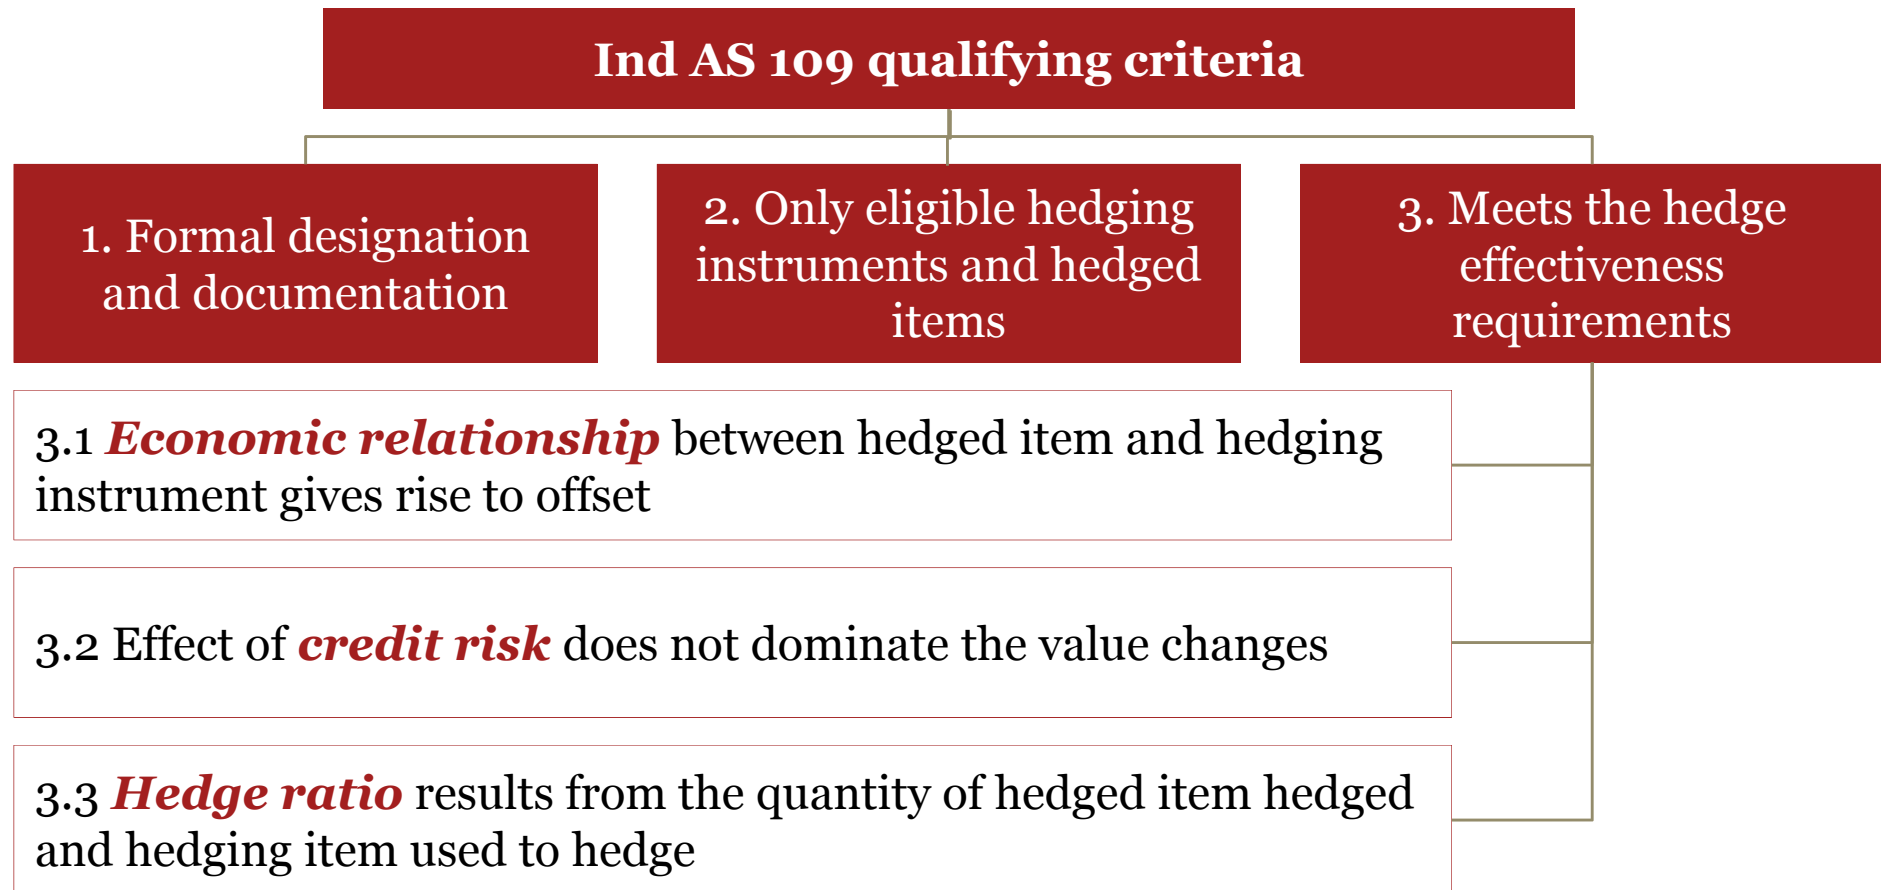 Ind AS 109 qualifying criteria
1. Formal designation
and documentation
2. Only eligible hedging
instruments and hedged
items
3. Meets the hedge
effectiveness
requirements
3.1 Economic relationship between hedged item and hedging
instrument gives rise to offset
3.2 Effect of credit risk does not dominate the value changes
3.3 Hedge ratio results from the quantity of hedged item hedged
and hedging item used to hedge